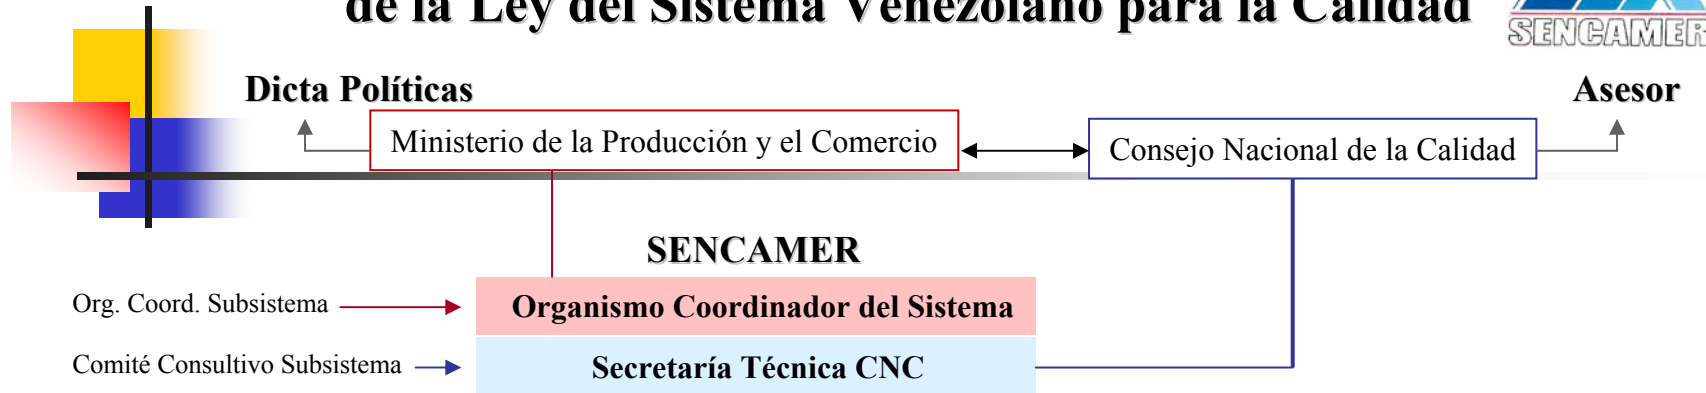 de la Ley del Sistema Venezolano para la Calidad
SENCAMER
Dicta Políticas
Asesor
Ministerio de la Producción y el Comercio
Consejo Nacional de la Calidad
SENCAMER
Org. Coord. Subsistema
Organismo Coordinador del Sistema
Comité Consultivo Subsistema
Secretaría Técnica CNC